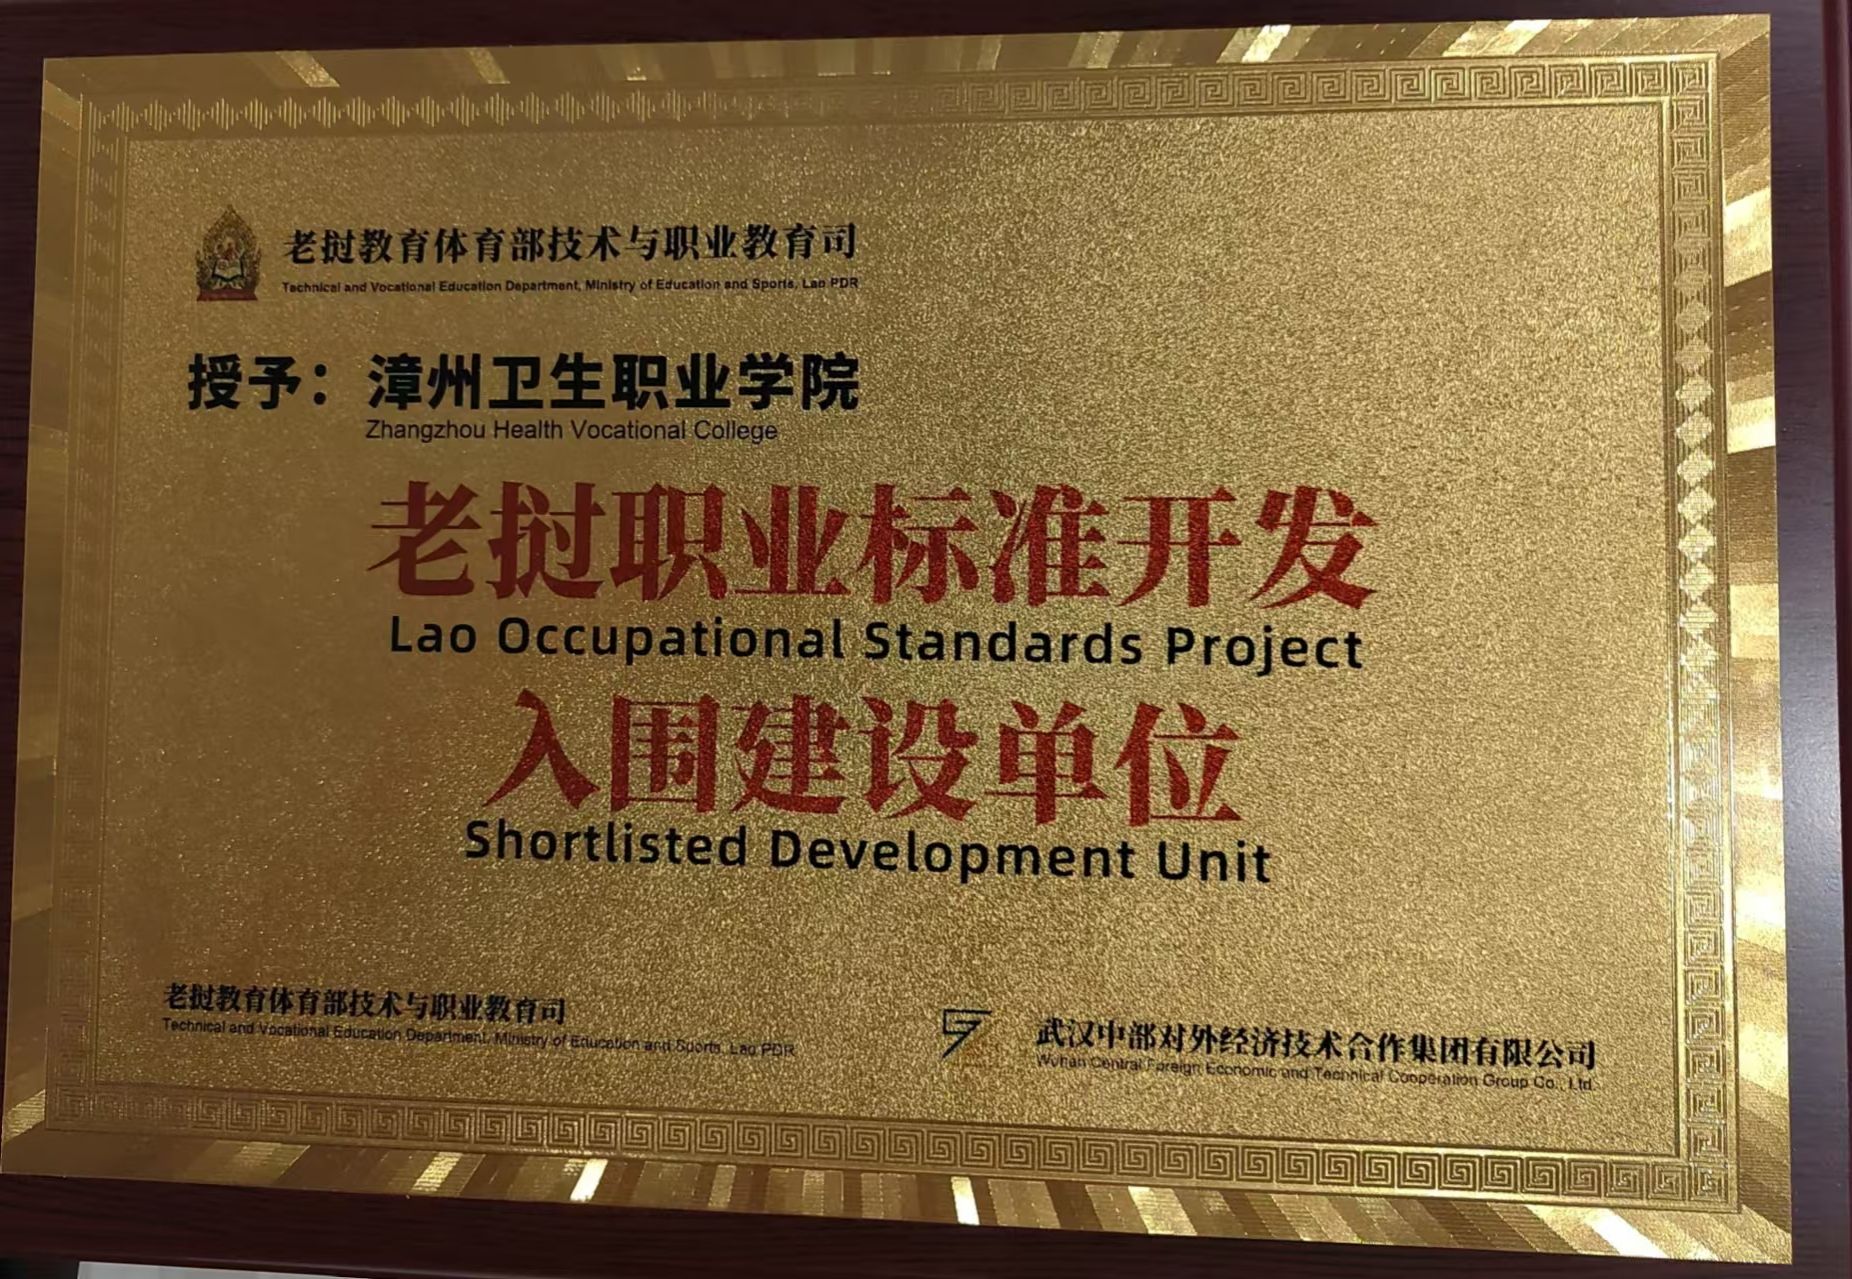 老挝教育体育部技术与职业教育司
Technical and Vocational Education Department, Ministry of Education and Sports, Lao PDR
授予：漳州卫生职业学院
Zhangzhou Health Vocational College
老挝职业标准开发
Lao Occupational Standards Project
入围建设单位
Shortlisted Development Unit
老挝教育体育部技术与职业教育司
Technical and Vocational Education Department, Ministry of Education and Sports, Lao PDR
武汉中部对外经济技术合作集团有限公司
Wuhan Central Foreign Economic and Technical Cooperation Group Co., Ltd.